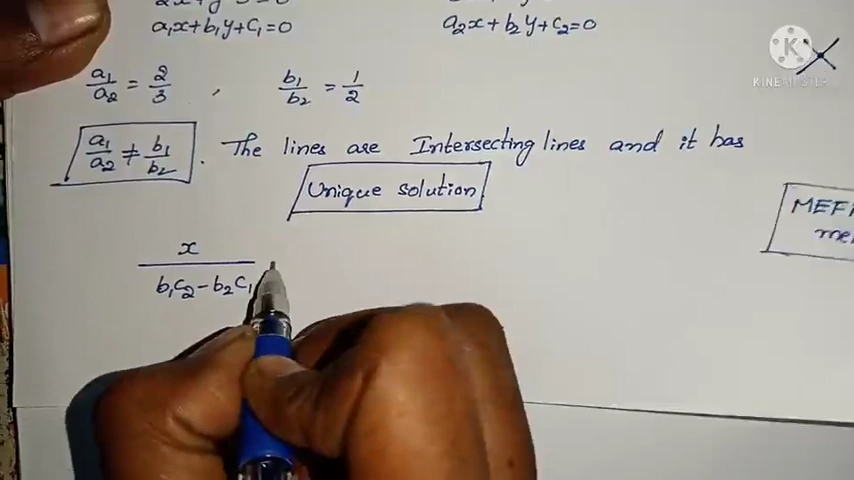 a₁x+b₁y+c₁=0 a₂x+b₂y+c₂=0
a₁/a₂ = 2/3 , b₁/b₂ = 1/2
a₁/a₂ ≠ b₁/b₂ . The lines are Intersecting lines and it has
Unique solution
x / b₁c₂-b₂c₁
K
KINEMASTER